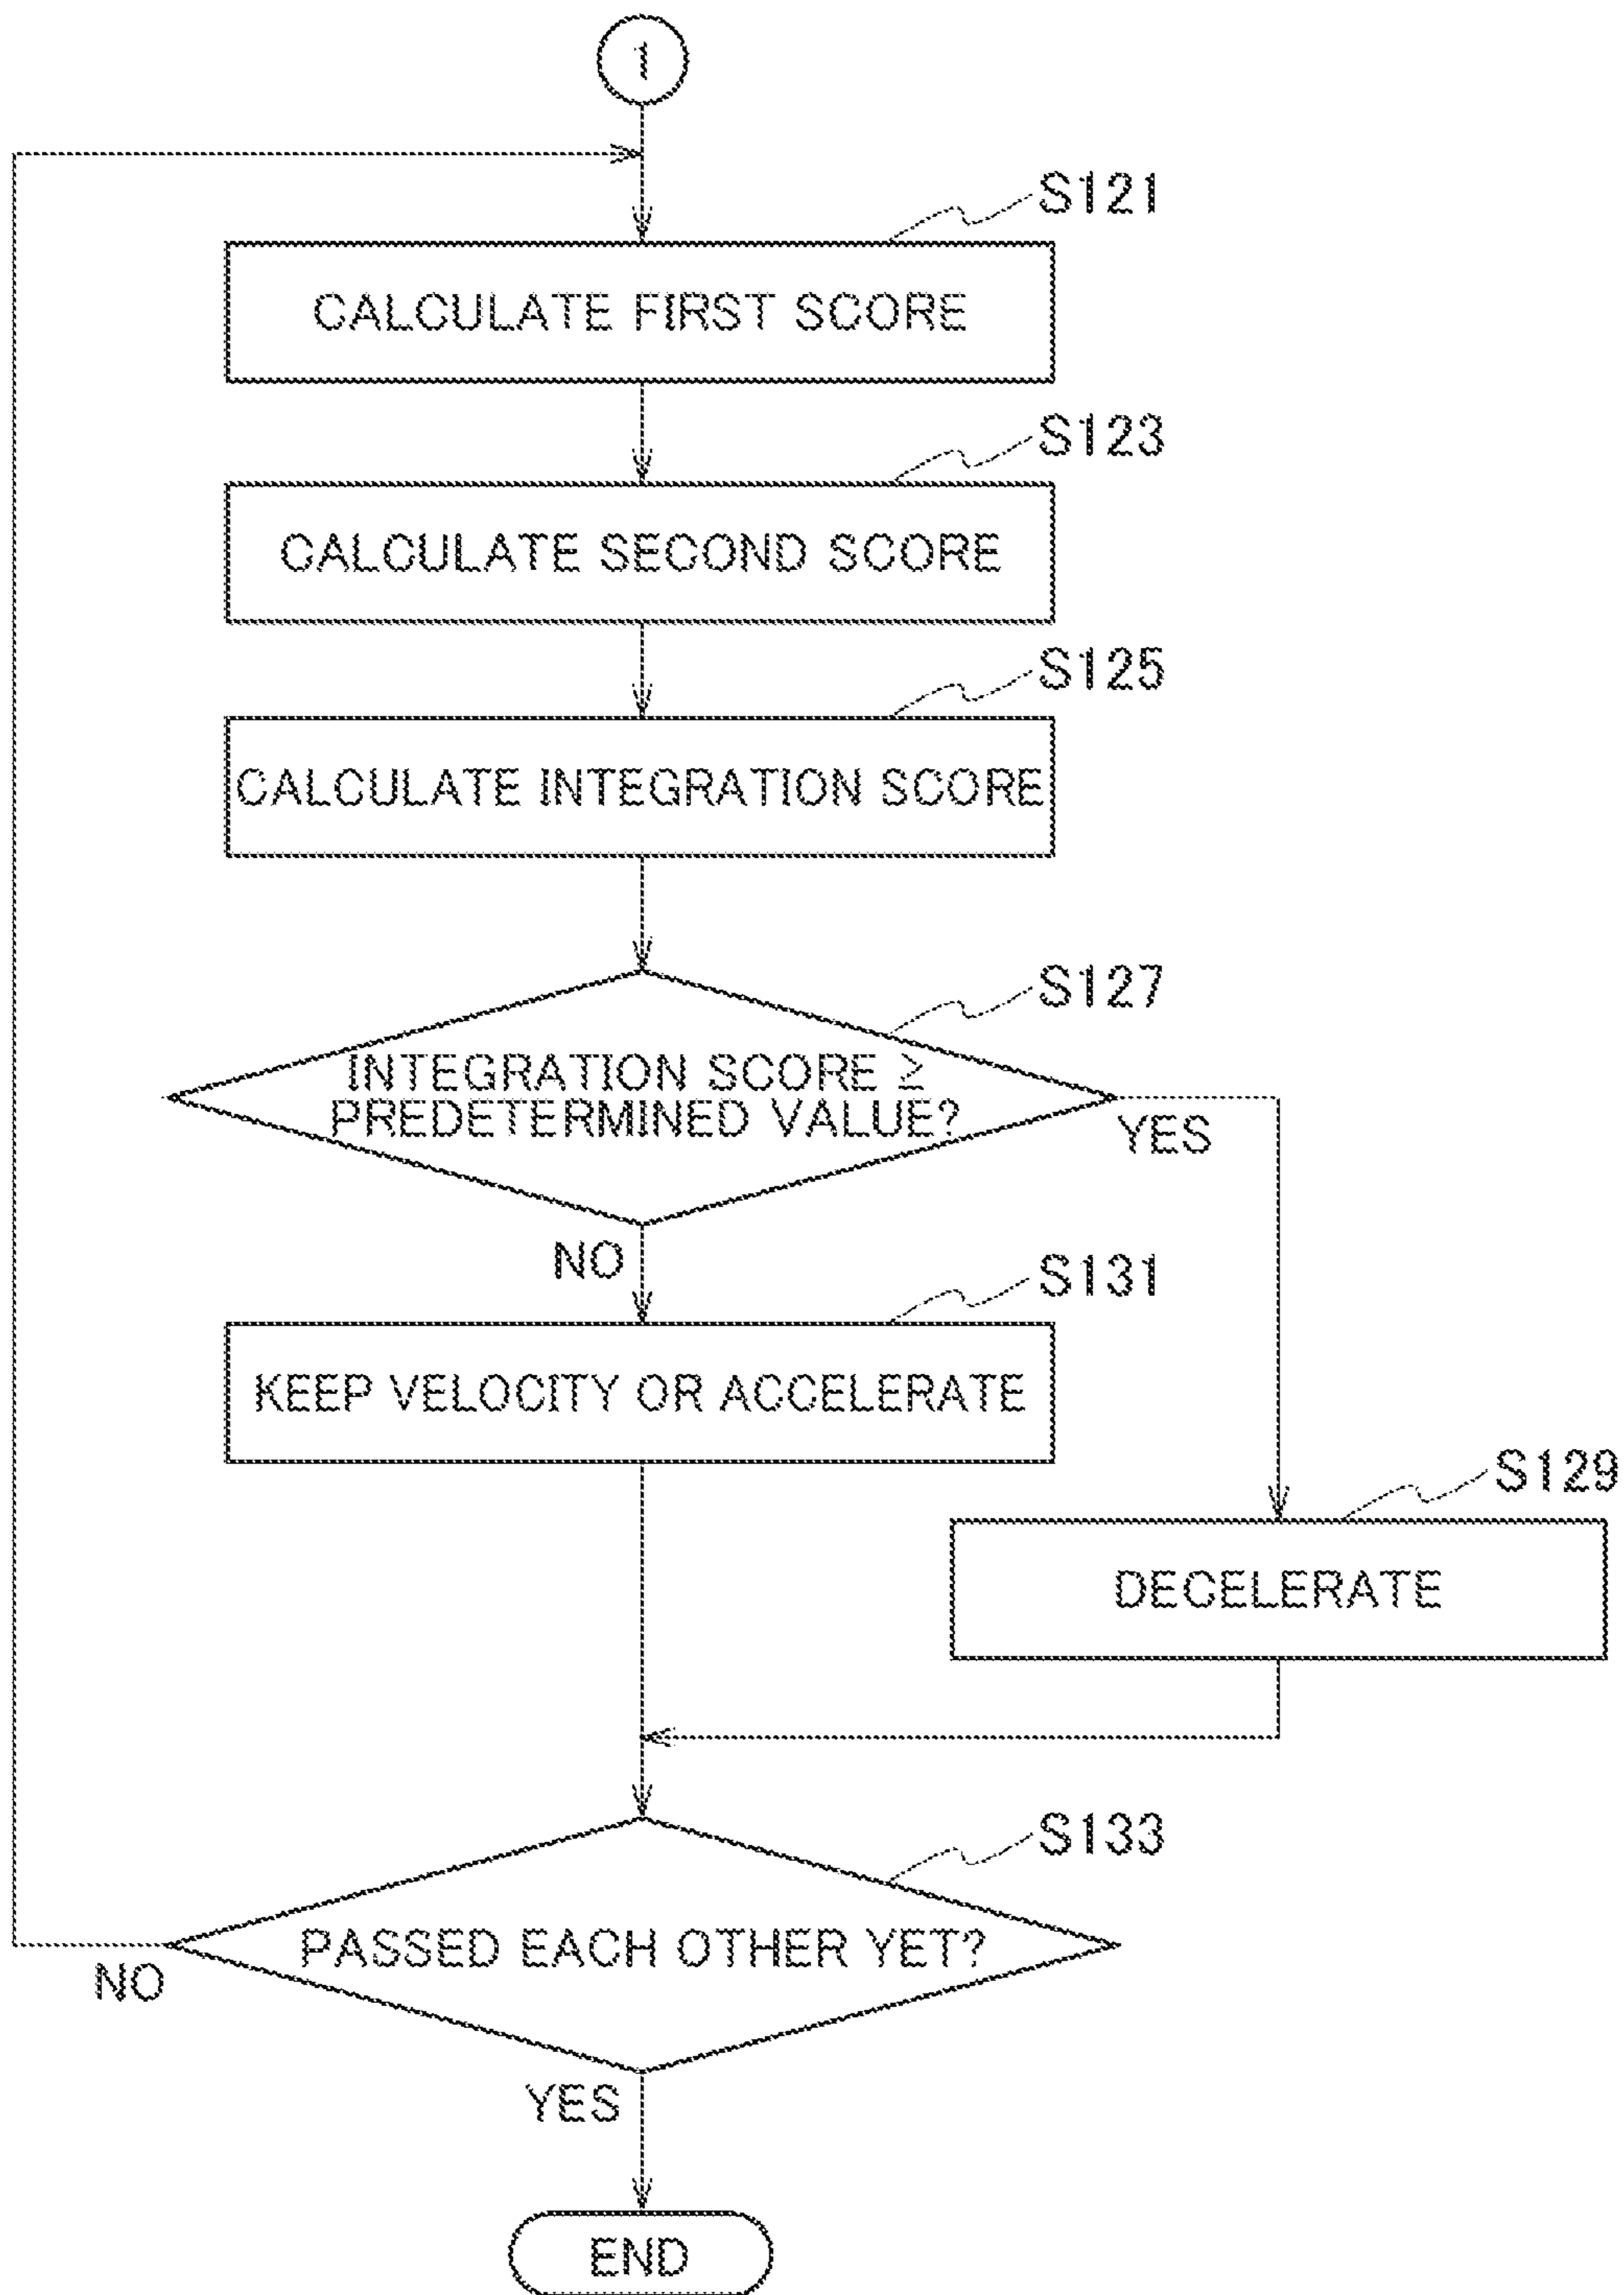 1
S121
CALCULATE FIRST SCORE
S123
CALCULATE SECOND SCORE
S125
CALCULATE INTEGRATION SCORE
S127
INTEGRATION SCORE ≥
PREDETERMINED VALUE?
YES
NO
S131
KEEP VELOCITY OR ACCELERATE
S129
DECELERATE
S133
PASSED EACH OTHER YET?
NO
YES
END